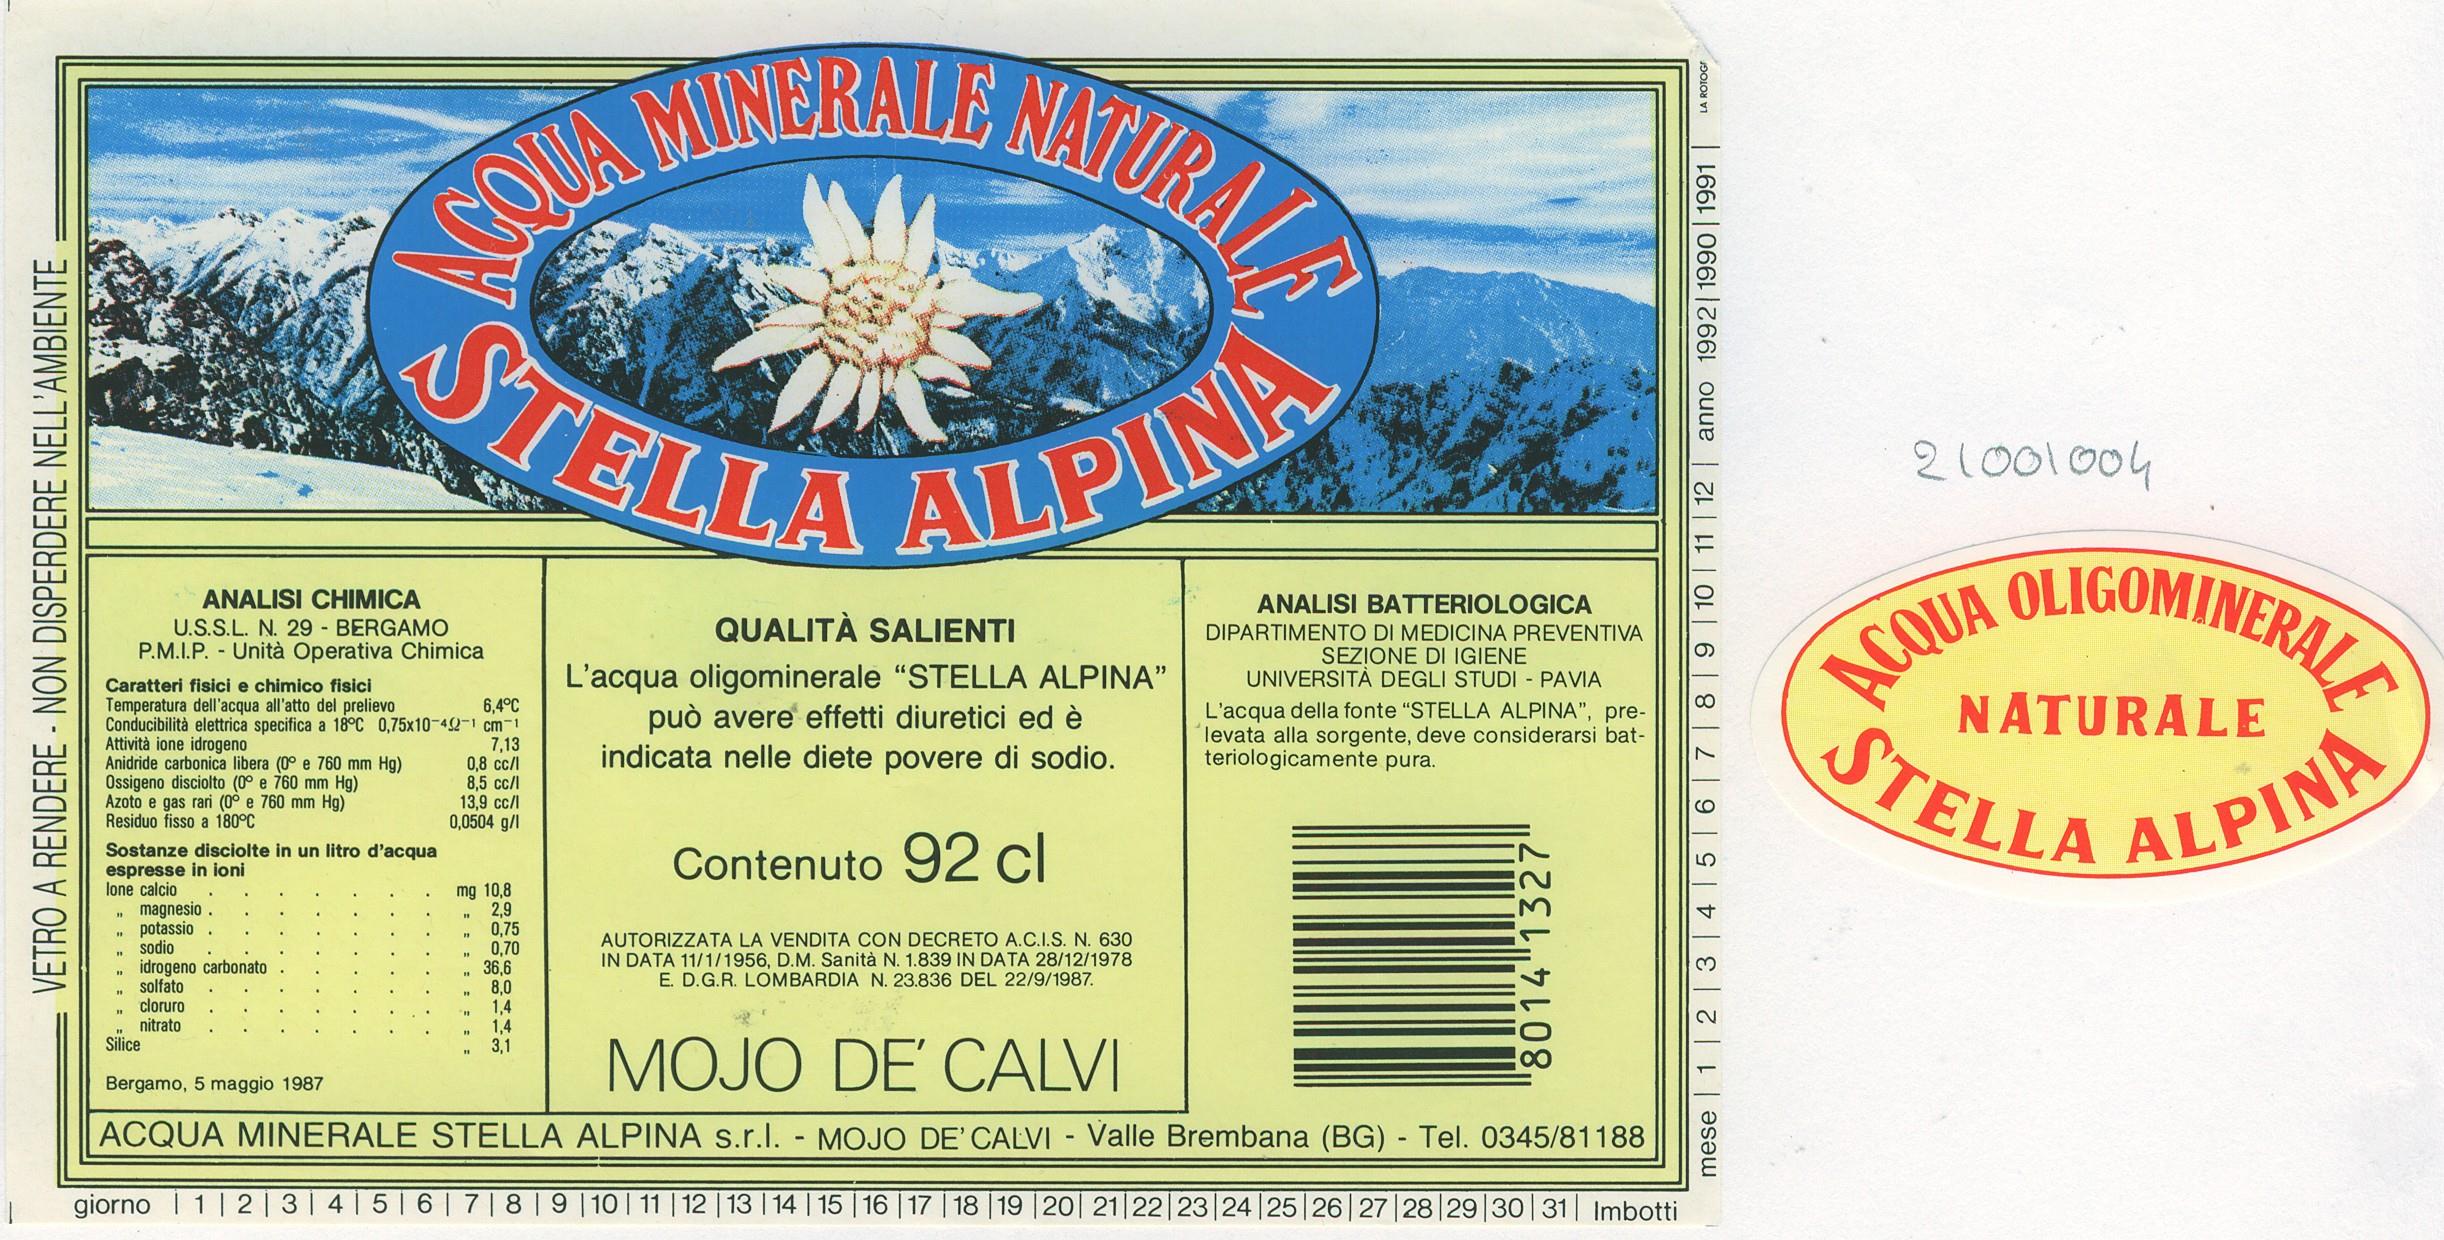 ACQUA MINERALE NATURALE
STELLA ALPINA
VETRO A RENDERE - NON DISPERDERE NELL'AMBIENTE
ANALISI CHIMICA
U.S.S.L. N. 29 - BERGAMO
P.M.I.P. - Unità Operativa Chimica
Caratteri fisici e chimico fisici
Temperatura dell'acqua all'atto del prelievo 6,4ºC
Conducibilità elettrica specifica a 18ºC 0,75x10⁻⁴Ω⁻¹ cm⁻¹
Attività ione idrogeno 7,13
Anidride carbonica libera (0º e 760 mm Hg) 0,8 cc/l
Ossigeno disciolto (0º e 760 mm Hg) 8,5 cc/l
Azoto e gas rari (0º e 760 mm Hg) 13,9 cc/l
Residuo fisso a 180ºC 0,0504 g/l
Sostanze disciolte in un litro d'acqua
espresse in ioni
Ione calcio . . . . . . . mg 10,8
„ magnesio . . . . . . . „ 2,9
„ potassio . . . . . . . „ 0,75
„ sodio . . . . . . . „ 0,70
„ idrogeno carbonato . . . . . „ 36,6
„ solfato . . . . . . . „ 8,0
„ cloruro . . . . . . . „ 1,4
„ nitrato . . . . . . . „ 1,4
Silice „ 3,1
Bergamo, 5 maggio 1987
QUALITÀ SALIENTI
L'acqua oligominerale “STELLA ALPINA”
può avere effetti diuretici ed è
indicata nelle diete povere di sodio.
Contenuto 92 cl
AUTORIZZATA LA VENDITA CON DECRETO A.C.I.S. N. 630
IN DATA 11/1/1956, D.M. Sanità N. 1.839 IN DATA 28/12/1978
E. D.G.R. LOMBARDIA N. 23.836 DEL 22/9/1987.
MOJO DE' CALVI
ANALISI BATTERIOLOGICA
DIPARTIMENTO DI MEDICINA PREVENTIVA
SEZIONE DI IGIENE
UNIVERSITÀ DEGLI STUDI - PAVIA
L'acqua della fonte “STELLA ALPINA”, pre-
levata alla sorgente, deve considerarsi bat-
teriologicamente pura.
80141327
ACQUA MINERALE STELLA ALPINA s.r.l. - MOJO DE' CALVI - Valle Brembana (BG) - Tel. 0345/81188
giorno | 1 | 2 | 3 | 4 | 5 | 6 | 7 | 8 | 9 | 10 | 11 | 12 | 13 | 14 | 15 | 16 | 17 | 18 | 19 | 20 | 21 | 22 | 23 | 24 | 25 | 26 | 27 | 28 | 29 | 30 | 31 | Imbotti
mese | 1 | 2 | 3 | 4 | 5 | 6 | 7 | 8 | 9 | 10 | 11 | 12 | anno 1992 | 1990 | 1991 |
21001004
ACQUA OLIGOMINERALE
NATURALE
STELLA ALPINA